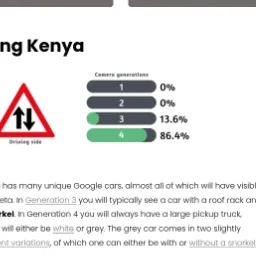 ng Kenya
Camera generations
1 0%
2 0%
3 13.6%
4 86.4%
Driving side
has many unique Google cars, almost all of which will have visibl
eta. In Generation 3 you will typically see a car with a roof rack an
rkel. In Generation 4 you will always have a large pickup truck,
will either be white or grey. The grey car comes in two slightly
nt variations, of which one can either be with or without a snorkel